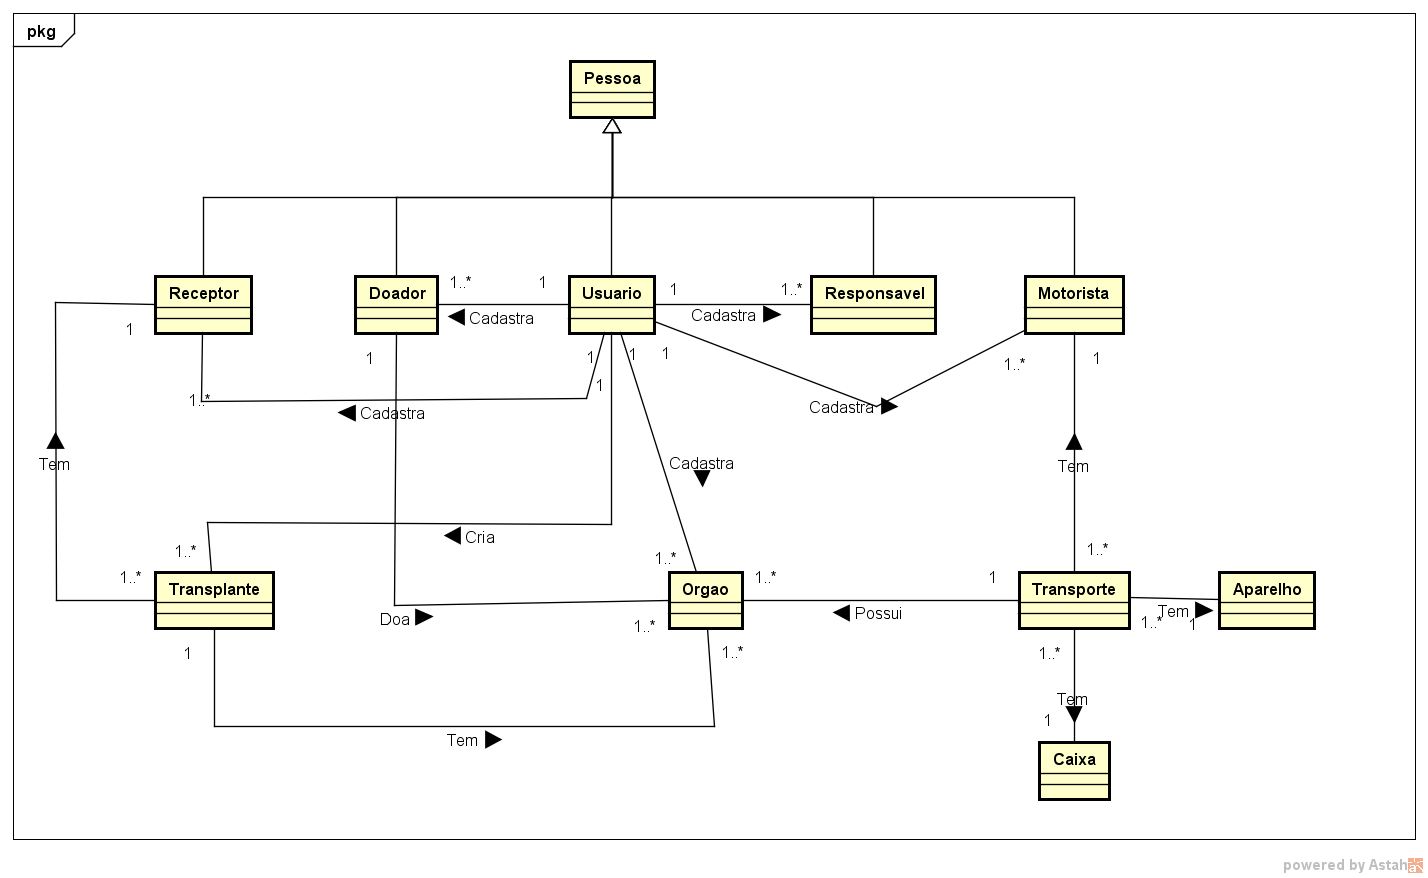 pkg
Pessoa
Receptor
Doador
Usuario
Responsavel
Motorista
1..*
1
1
1..*
Cadastra
Cadastra
1
1
1
1
1
1..*
1
1
1..*
Cadastra
Cadastra
Tem
Cadastra
Tem
Cria
1..*
1..*
1..*
1..*
1..*
1
Transplante
Orgao
Transporte
Aparelho
Doa
Possui
Tem
1..*
1..*
1
1
1..*
1..*
Tem
1
Tem
Caixa
powered by Astah